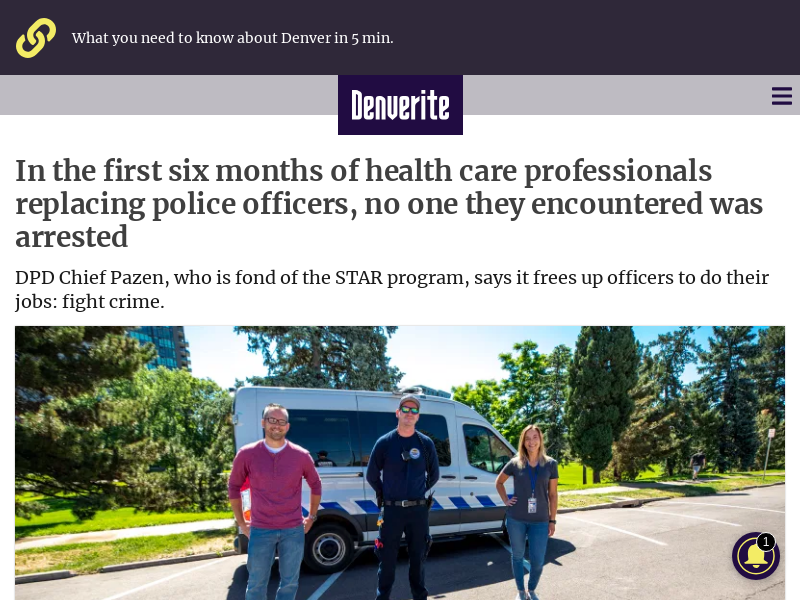 What you need to know about Denver in 5 min.
Denverite
In the first six months of health care professionals
replacing police officers, no one they encountered was
arrested
DPD Chief Pazen, who is fond of the STAR program, says it frees up officers to do their
jobs: fight crime.
1